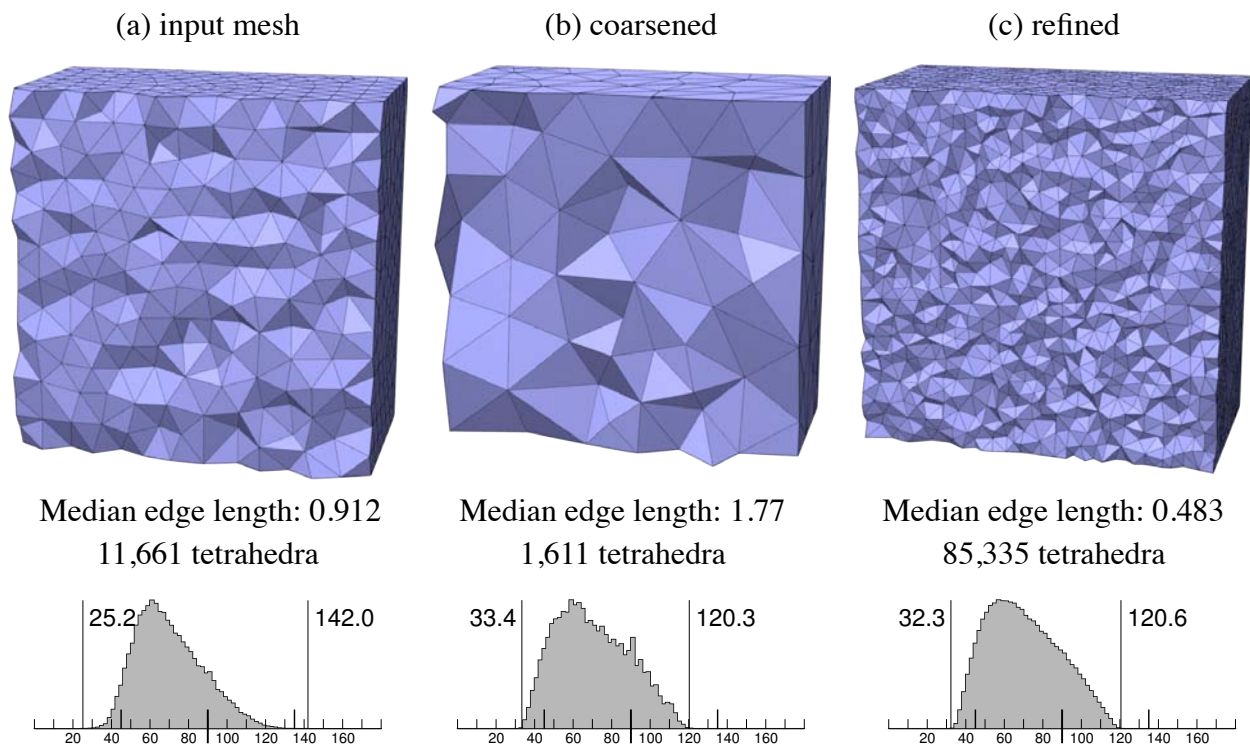 (a) input mesh
(b) coarsened
(c) refined
Median edge length: 0.912
11,661 tetrahedra
Median edge length: 1.77
1,611 tetrahedra
Median edge length: 0.483
85,335 tetrahedra
25.2 142.0
20 40 60 80 100 120 140 160
33.4 120.3
20 40 60 80 100 120 140 160
32.3 120.6
20 40 60 80 100 120 140 160